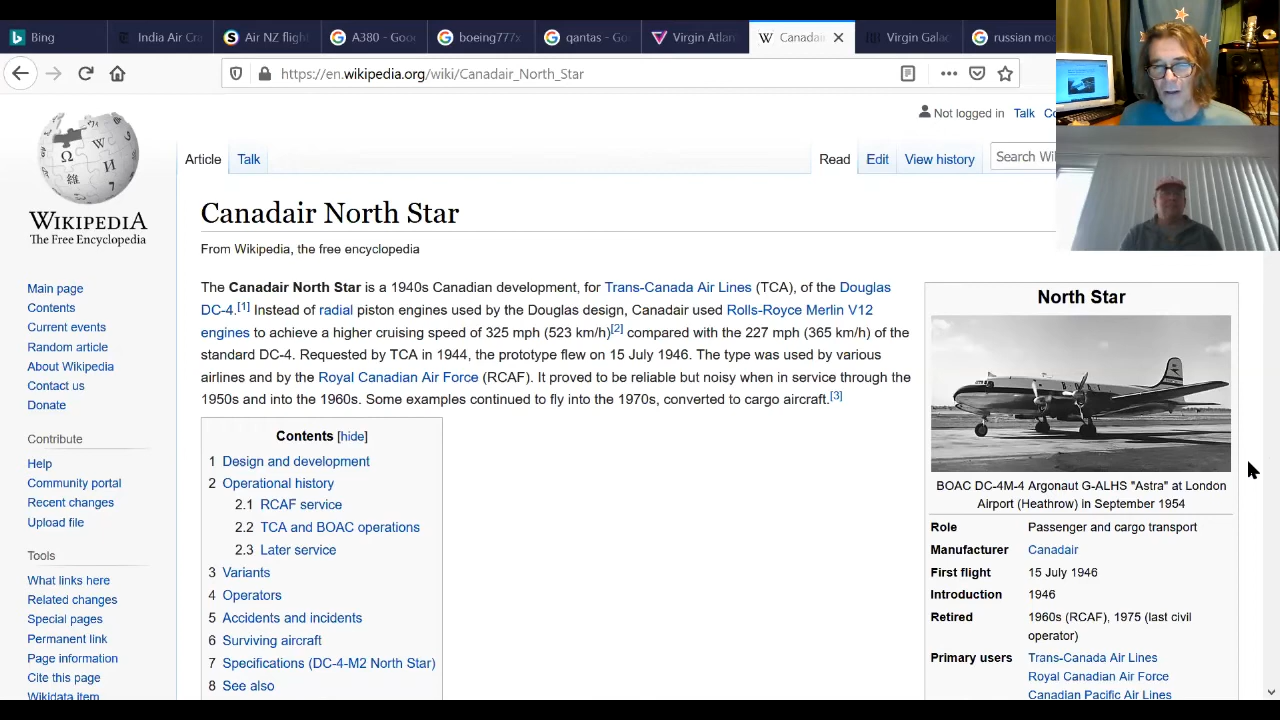 Bing
India Air Cra
Air NZ flight
A380 - Goo
boeing777x
qantas - Go
Virgin Atlan
Canadai
Virgin Gala
russian mo
https://en.wikipedia.org/wiki/Canadair_North_Star
Not logged in Talk Co
Article Talk Read Edit View history Search Wi
WIKIPEDIA
The Free Encyclopedia
Main page
Contents
Current events
Random article
About Wikipedia
Contact us
Donate
Contribute
Help
Community portal
Recent changes
Upload file
Tools
What links here
Related changes
Special pages
Permanent link
Page information
Cite this page
Wikidata item
Canadair North Star
From Wikipedia, the free encyclopedia
The Canadair North Star is a 1940s Canadian development, for Trans-Canada Air Lines (TCA), of the Douglas
DC-4.[1] Instead of radial piston engines used by the Douglas design, Canadair used Rolls-Royce Merlin V12
engines to achieve a higher cruising speed of 325 mph (523 km/h)[2] compared with the 227 mph (365 km/h) of the
standard DC-4. Requested by TCA in 1944, the prototype flew on 15 July 1946. The type was used by various
airlines and by the Royal Canadian Air Force (RCAF). It proved to be reliable but noisy when in service through the
1950s and into the 1960s. Some examples continued to fly into the 1970s, converted to cargo aircraft.[3]
Contents [hide]
1 Design and development
2 Operational history
2.1 RCAF service
2.2 TCA and BOAC operations
2.3 Later service
3 Variants
4 Operators
5 Accidents and incidents
6 Surviving aircraft
7 Specifications (DC-4-M2 North Star)
8 See also
North Star
BOAC DC-4M-4 Argonaut G-ALHS "Astra" at London
Airport (Heathrow) in September 1954
Role Passenger and cargo transport
Manufacturer Canadair
First flight 15 July 1946
Introduction 1946
Retired 1960s (RCAF), 1975 (last civil
operator)
Primary users Trans-Canada Air Lines
Royal Canadian Air Force
Canadian Pacific Air Lines